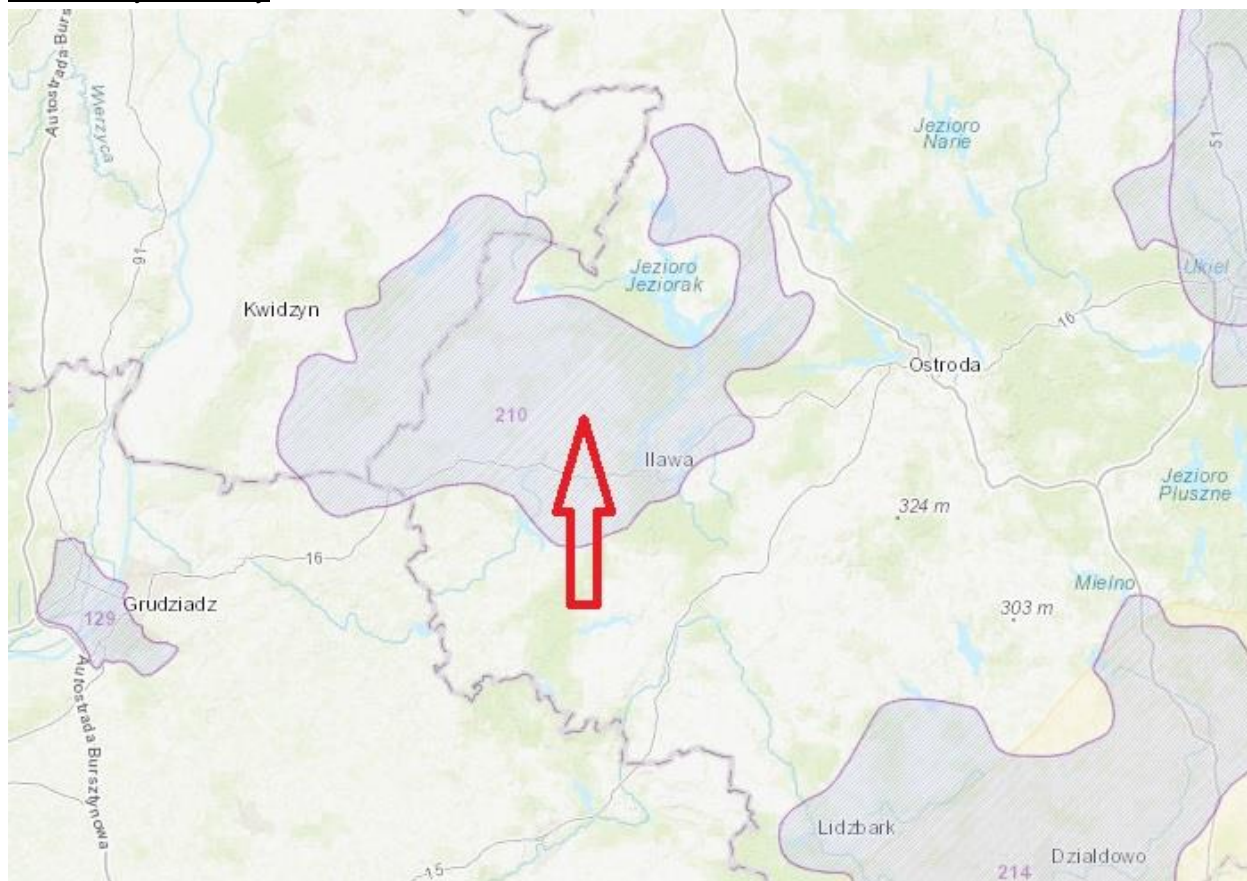 Autostrada Burs
Wierzyca
91
Kwidzyn
Jezioro
Narie
51
Ukiel
Jezioro
Jeziorak
16
Ostroda
210
Ilawa
324 m
Jezioro
Pluszne
16
Grudziadz
129
Mielno
303 m
Autostrada Bursztynowa
Lidzbark
15
Dzialdowo
214